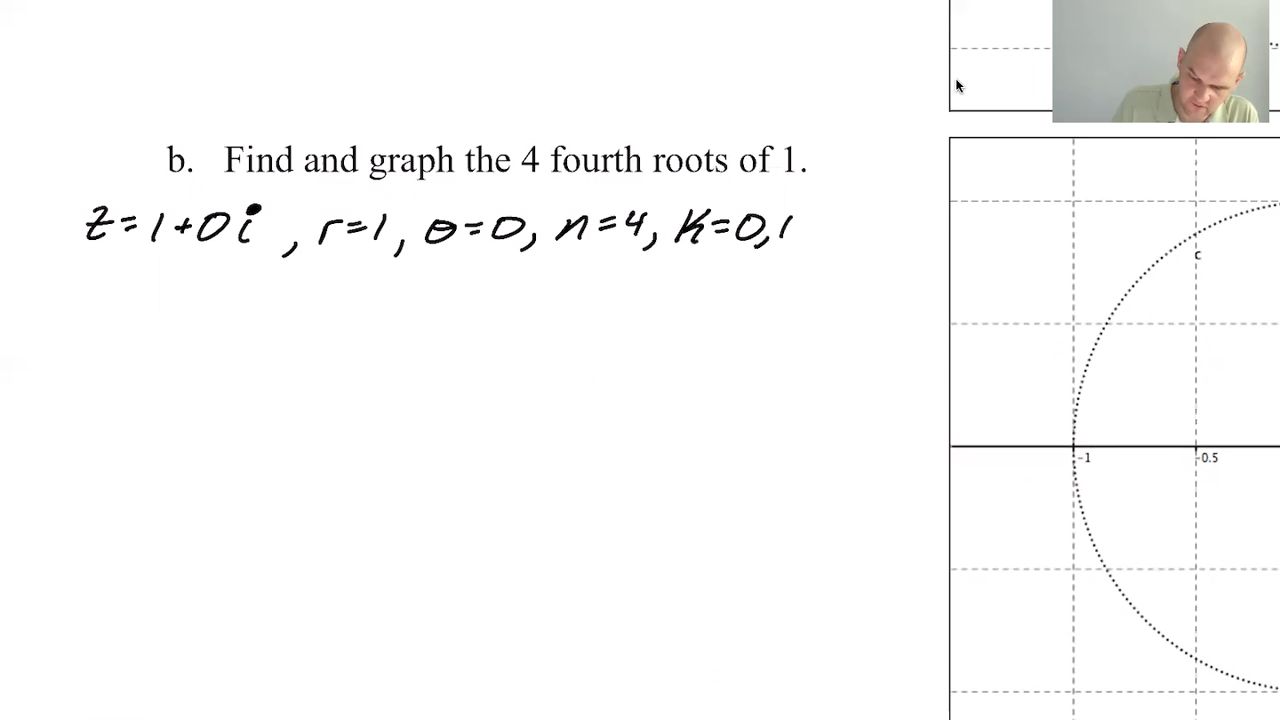 b. Find and graph the 4 fourth roots of 1.
z=1+0i, r=1, θ=0, n=4, K=0,1
c
-1
-0.5